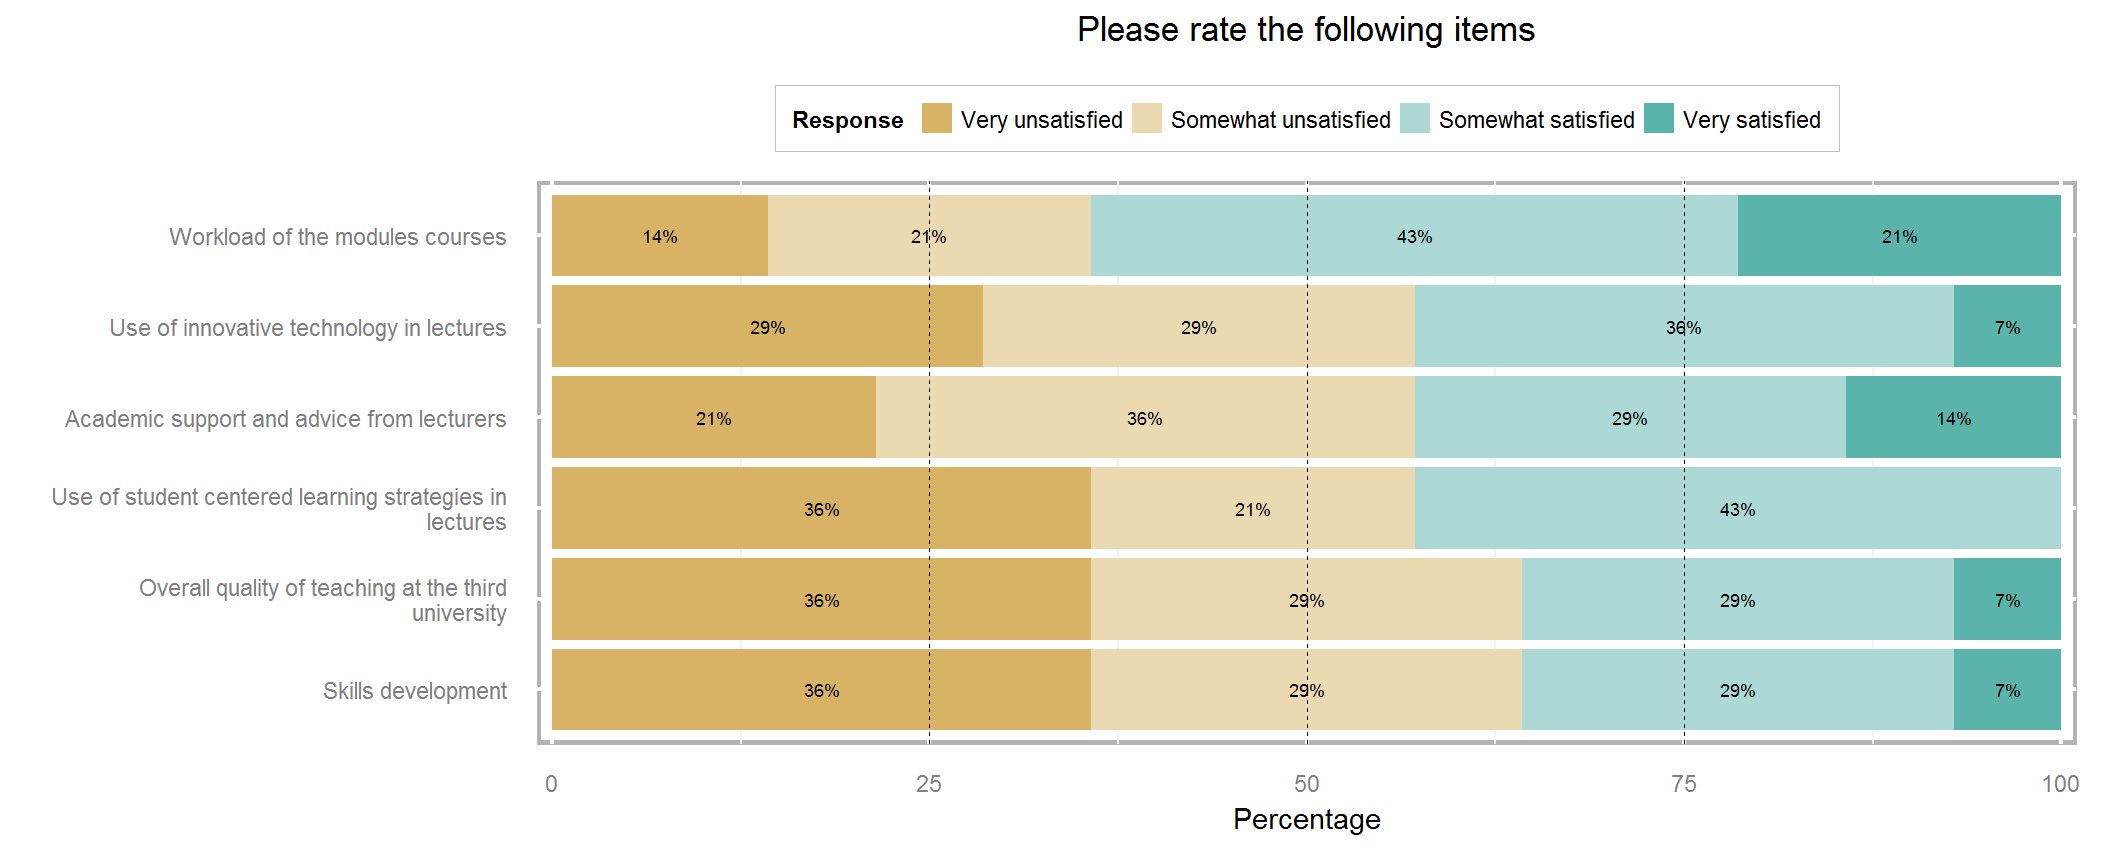 Please rate the following items
Response Very unsatisfied Somewhat unsatisfied Somewhat satisfied Very satisfied
Workload of the modules courses 14% 21% 43% 21%
Use of innovative technology in lectures 29% 29% 36% 7%
Academic support and advice from lecturers 21% 36% 29% 14%
Use of student centered learning strategies in
lectures
36% 21% 43%
Overall quality of teaching at the third
university
36% 29% 29% 7%
Skills development 36% 29% 29% 7%
0 25 50 75 100
Percentage